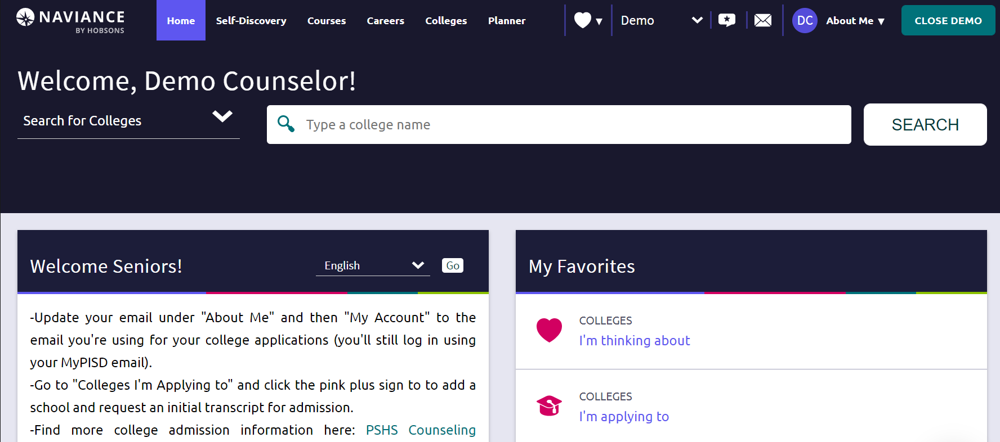 NAVIANCE
BY HOBSONS
Home
Self-Discovery
Courses
Careers
Colleges
Planner
Demo
DC
About Me
CLOSE DEMO
Welcome, Demo Counselor!
Search for Colleges
Type a college name
SEARCH
Welcome Seniors!
English
Go
-Update your email under "About Me" and then "My Account" to the
email you're using for your college applications (you'll still log in using
your MyPISD email).
-Go to "Colleges I'm Applying to" and click the pink plus sign to to add a
school and request an initial transcript for admission.
-Find more college admission information here: PSHS Counseling
My Favorites
COLLEGES
I'm thinking about
COLLEGES
I'm applying to